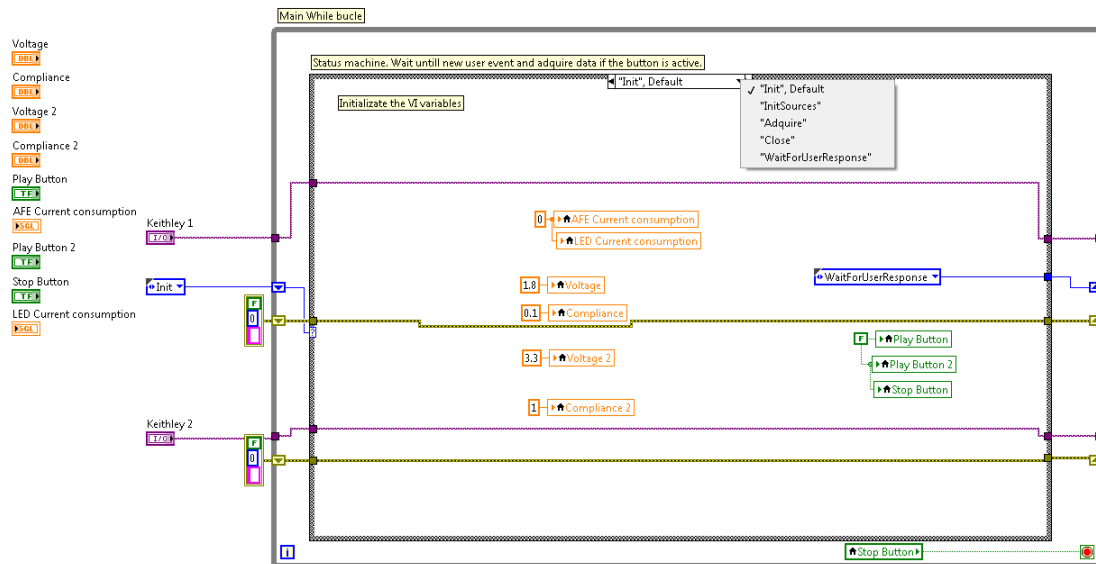 Main While bucle
Voltage
DBL
Compliance
DBL
Voltage 2
DBL
Compliance 2
DBL
Play Button
TF
AFE Current consumption
SGL
Play Button 2
TF
Stop Button
TF
LED Current consumption
SGL
Keithley 1
I/O
Init
F
0
Keithley 2
I/O
F
0
Status machine. Wait untill new user event and adquire data if the button is active.
"Init", Default
"Init", Default
"InitSources"
"Adquire"
"Close"
"WaitForUserResponse"
Initializate the VI variables
0
AFE Current consumption
LED Current consumption
1.8
Voltage
0.1
Compliance
3.3
Voltage 2
1
Compliance 2
WaitForUserResponse
F
Play Button
Play Button 2
Stop Button
?
i
Stop Button